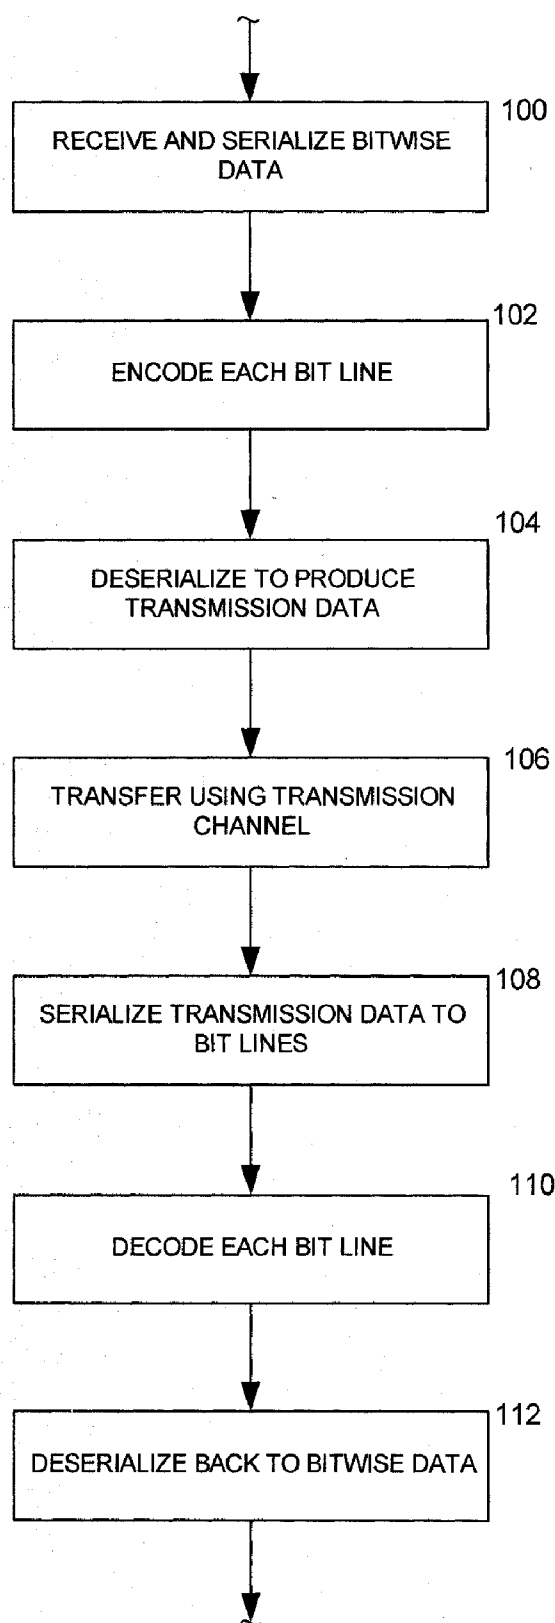 100
RECEIVE AND SERIALIZE BITWISE
DATA
102
ENCODE EACH BIT LINE
104
DESERIALIZE TO PRODUCE
TRANSMISSION DATA
106
TRANSFER USING TRANSMISSION
CHANNEL
108
SERIALIZE TRANSMISSION DATA TO
BIT LINES
110
DECODE EACH BIT LINE
112
DESERIALIZE BACK TO BITWISE DATA